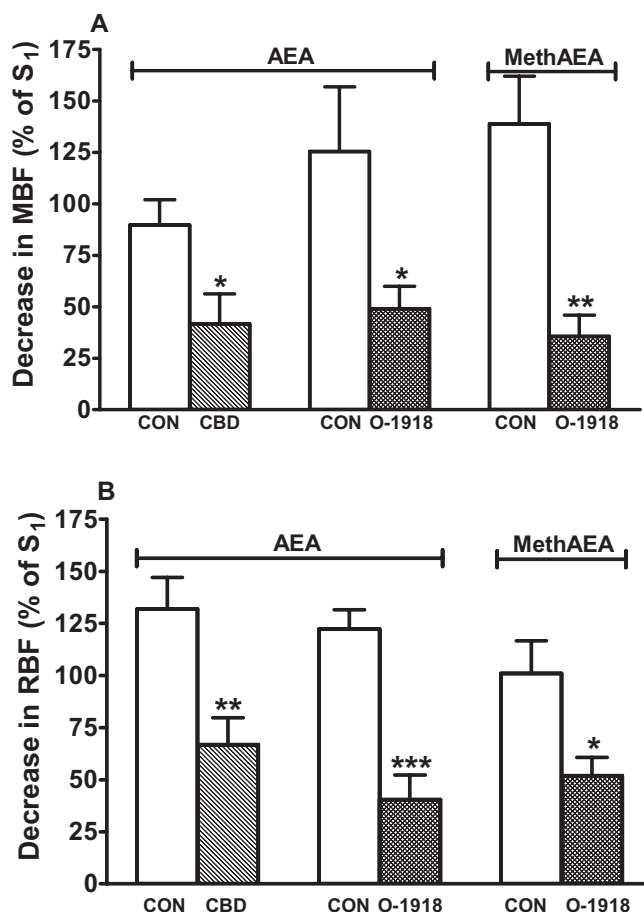 A
AEA
MethAEA
Decrease in MBF (% of S₁)
175
150
125
100
75
50
25
0
* * **
CON CBD CON O-1918 CON O-1918
B
AEA
MethAEA
Decrease in RBF (% of S₁)
175
150
125
100
75
50
25
0
** *** *
CON CBD CON O-1918 CON O-1918